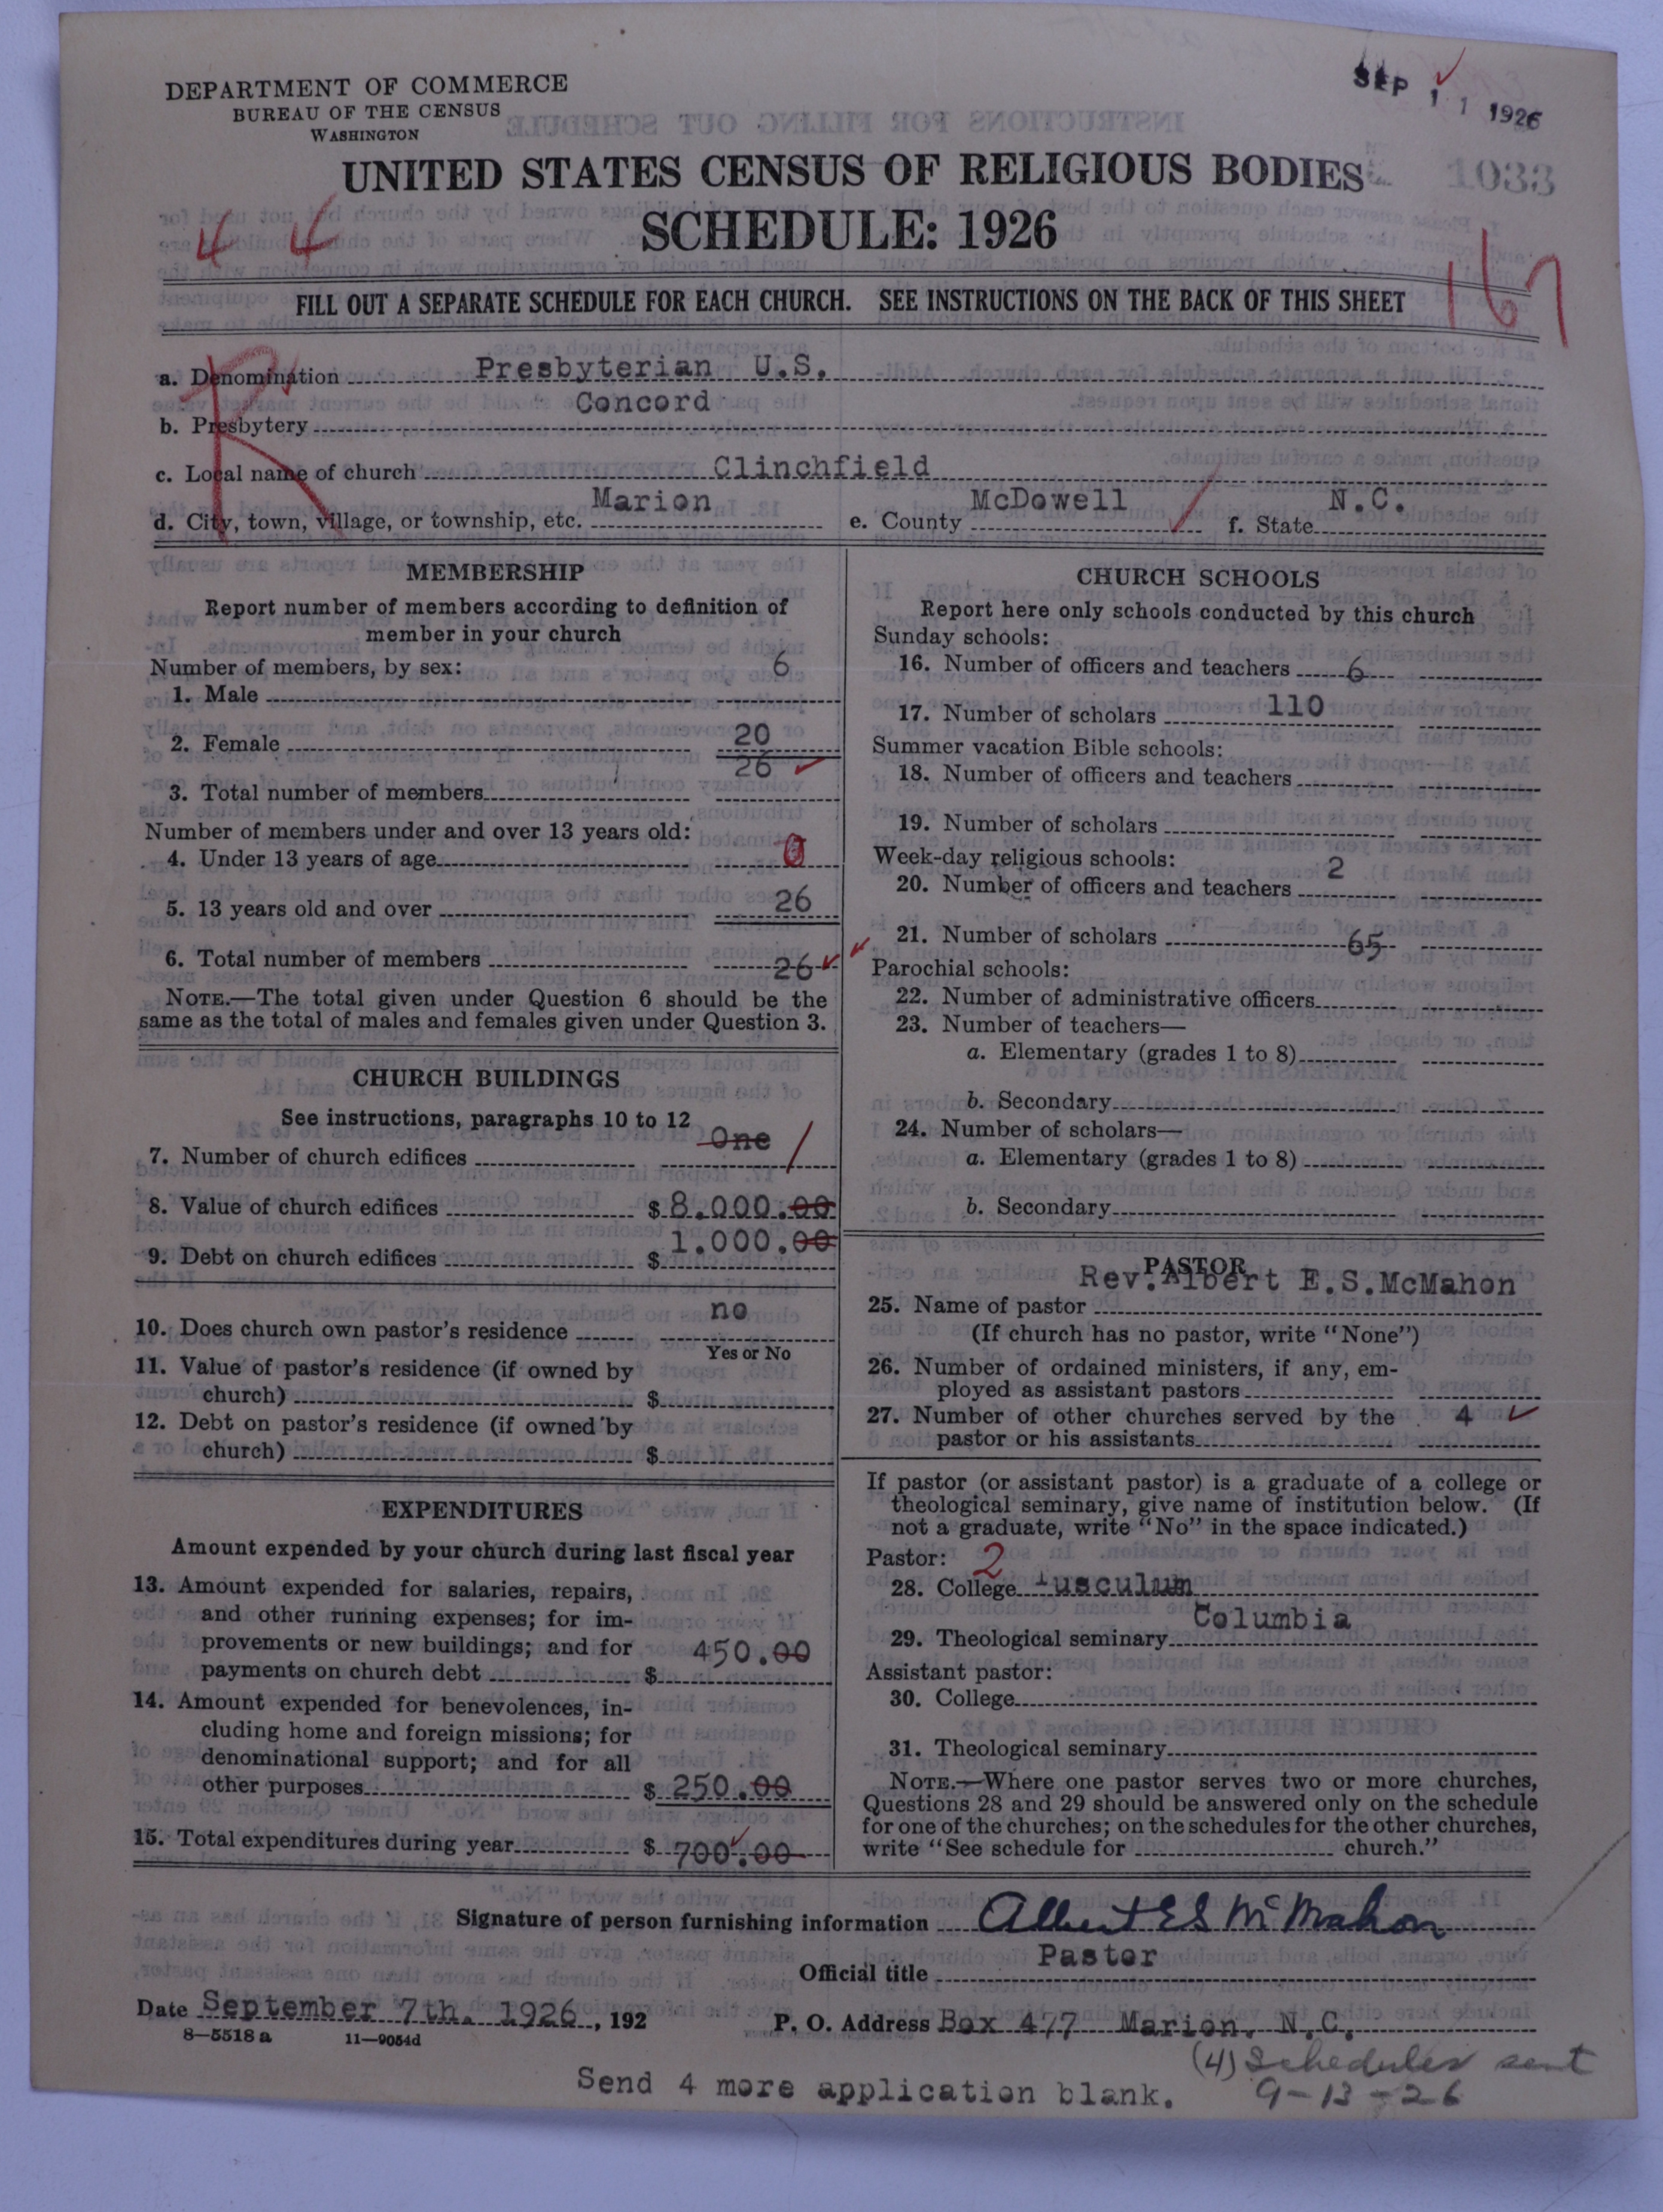 DEPARTMENT OF COMMERCE
BUREAU OF THE CENSUS
WASHINGTON
SEP 11 1926
1033
UNITED STATES CENSUS OF RELIGIOUS BODIES
SCHEDULE: 1926
4 4
167
FILL OUT A SEPARATE SCHEDULE FOR EACH CHURCH. SEE INSTRUCTIONS ON THE BACK OF THIS SHEET
R
a. Denomination Presbyterian U.S.
b. Presbytery Concord
c. Local name of church Clinchfield
d. City, town, village, or township, etc. Marion e. County McDowell f. State N.C.
MEMBERSHIP
Report number of members according to definition of
member in your church
Number of members, by sex:
1. Male 6
2. Female 20
3. Total number of members 26
Number of members under and over 13 years old:
4. Under 13 years of age 0
5. 13 years old and over 26
6. Total number of members 26
NOTE.—The total given under Question 6 should be the
same as the total of males and females given under Question 3.
CHURCH BUILDINGS
See instructions, paragraphs 10 to 12
7. Number of church edifices One 1
8. Value of church edifices $ 8.000.00
9. Debt on church edifices $ 1.000.00
10. Does church own pastor's residence no
Yes or No
11. Value of pastor's residence (if owned by
church) $
12. Debt on pastor's residence (if owned by
church) $
EXPENDITURES
Amount expended by your church during last fiscal year
13. Amount expended for salaries, repairs,
and other running expenses; for im-
provements or new buildings; and for
payments on church debt $ 450.00
14. Amount expended for benevolences, in-
cluding home and foreign missions; for
denominational support; and for all
other purposes $ 250.00
15. Total expenditures during year $ 700.00
CHURCH SCHOOLS
Report here only schools conducted by this church
Sunday schools:
16. Number of officers and teachers 6
17. Number of scholars 110
Summer vacation Bible schools:
18. Number of officers and teachers
19. Number of scholars
Week-day religious schools:
20. Number of officers and teachers 2
21. Number of scholars 65
Parochial schools:
22. Number of administrative officers
23. Number of teachers—
a. Elementary (grades 1 to 8)
b. Secondary
24. Number of scholars—
a. Elementary (grades 1 to 8)
b. Secondary
PASTOR
25. Name of pastor Rev. Albert E.S.McMahon
(If church has no pastor, write "None")
26. Number of ordained ministers, if any, em-
ployed as assistant pastors
27. Number of other churches served by the
pastor or his assistants 4
If pastor (or assistant pastor) is a graduate of a college or
theological seminary, give name of institution below. (If
not a graduate, write "No" in the space indicated.)
Pastor: 2
28. College Tusculum
29. Theological seminary Columbia
Assistant pastor:
30. College
31. Theological seminary
NOTE.—Where one pastor serves two or more churches,
Questions 28 and 29 should be answered only on the schedule
for one of the churches; on the schedules for the other churches,
write "See schedule for church."
Signature of person furnishing information Albert E S McMahon
Official title Pastor
Date September 7th. 1926, 192 P. O. Address Box 477 Marion, N.C.
8—5518 a 11—9054d
Send 4 more application blank.
(4) Schedules sent
9-13-26